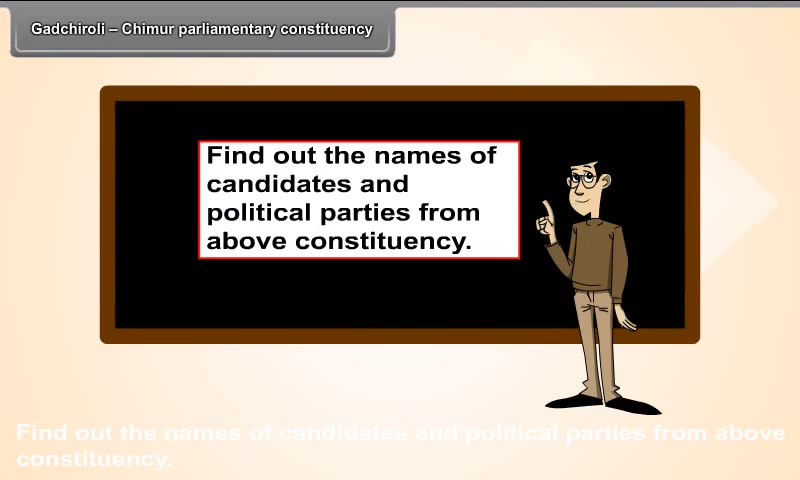 Gadchiroli – Chimur parliamentary constituency
Find out the names of
candidates and
political parties from
above constituency.
Find out the names of candidates and political parties from above
constituency.